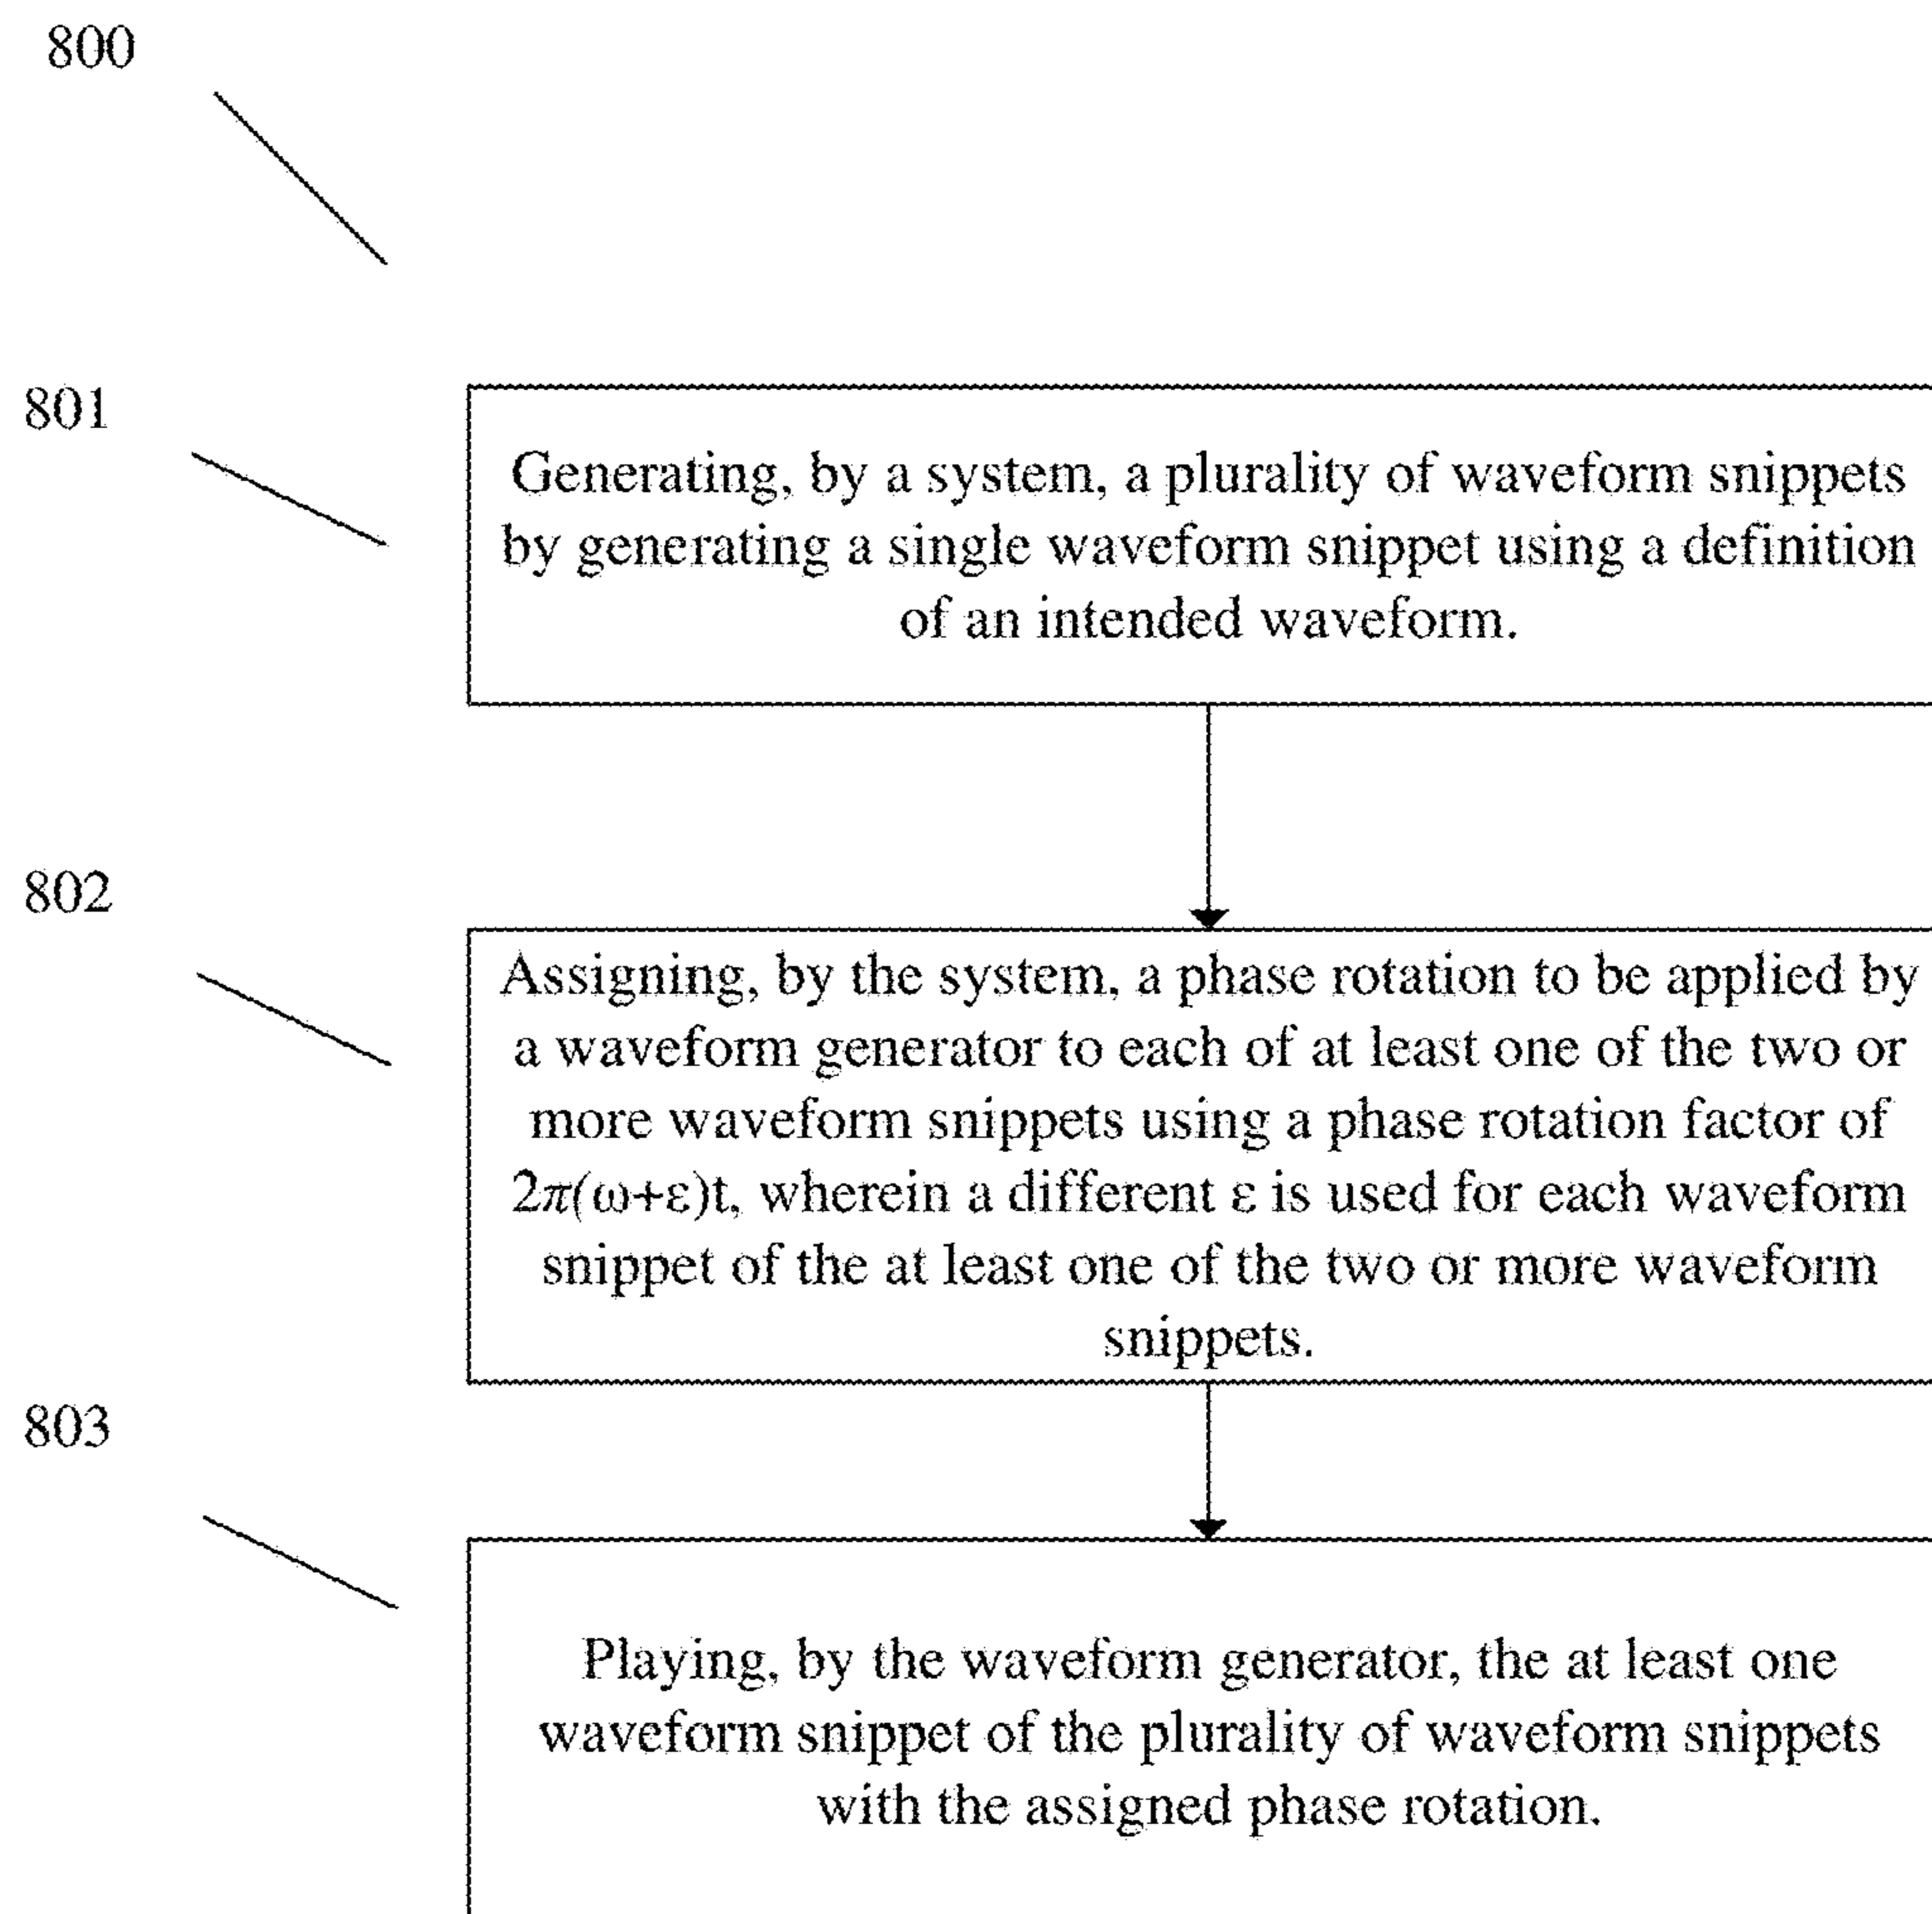 800
801
Generating, by a system, a plurality of waveform snippets
by generating a single waveform snippet using a definition
of an intended waveform.
802
Assigning, by the system, a phase rotation to be applied by
a waveform generator to each of at least one of the two or
more waveform snippets using a phase rotation factor of
2π(ω+ε)t, wherein a different ε is used for each waveform
snippet of the at least one of the two or more waveform
snippets.
803
Playing, by the waveform generator, the at least one
waveform snippet of the plurality of waveform snippets
with the assigned phase rotation.